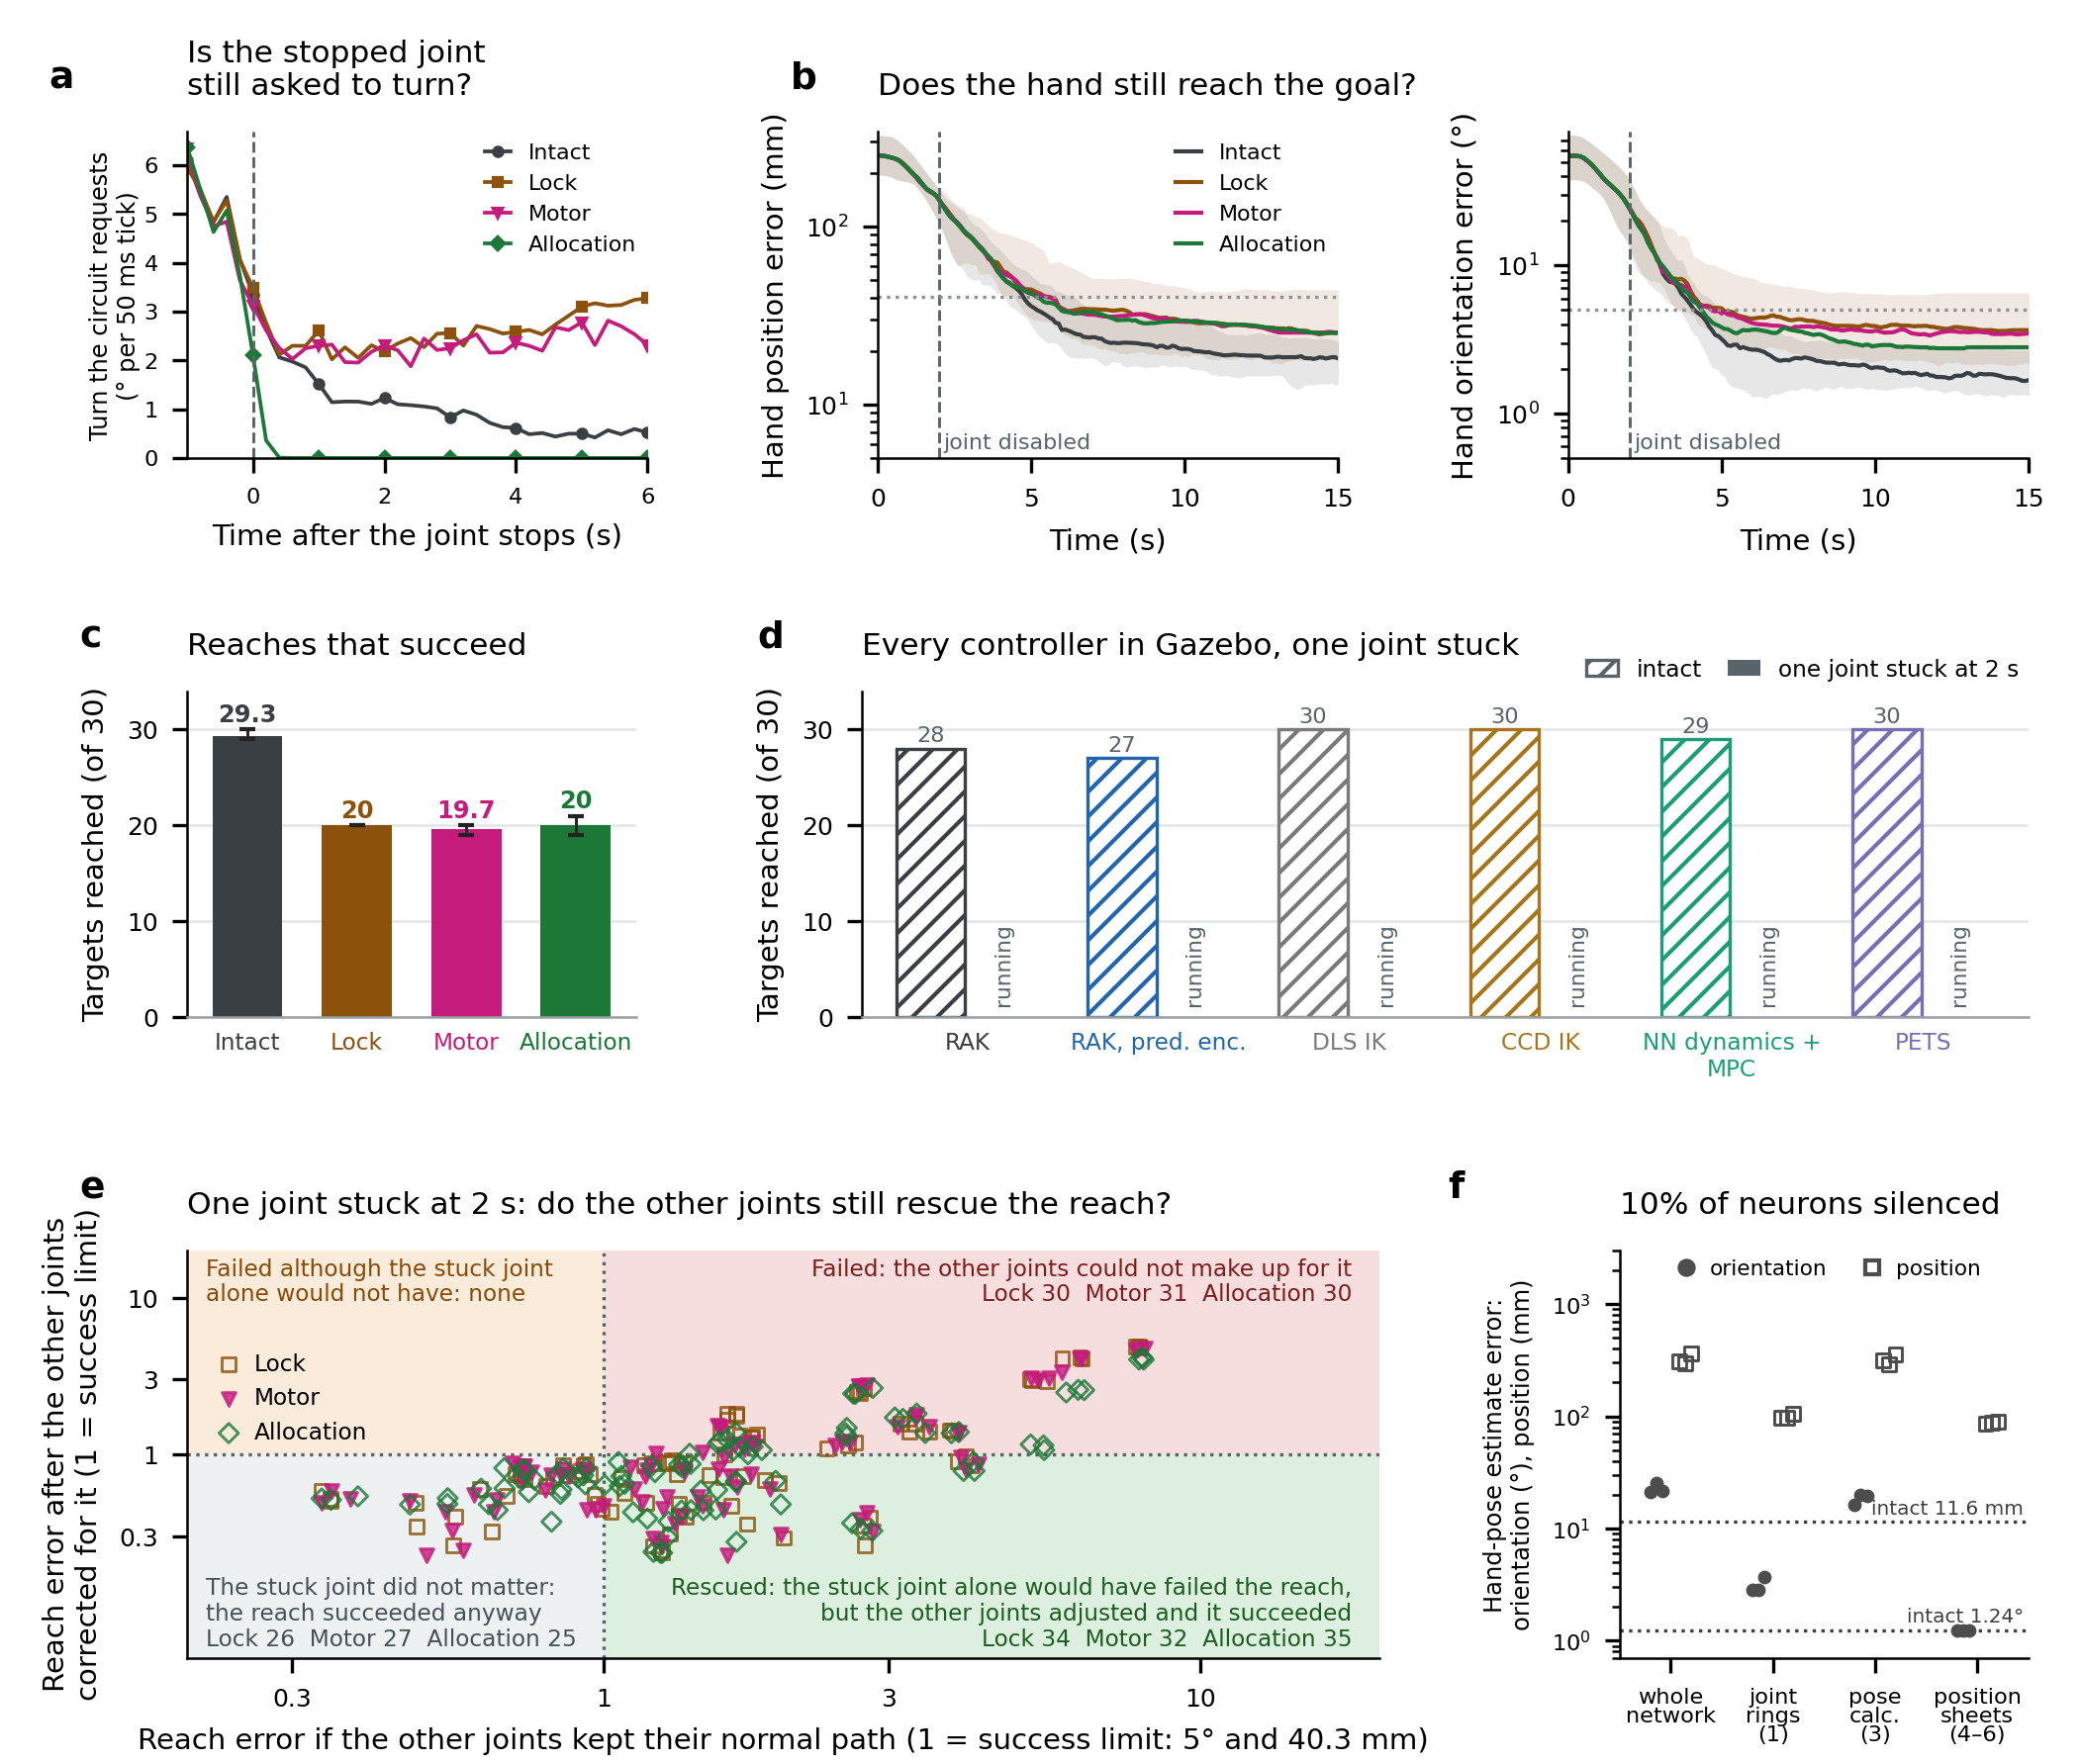 a
Is the stopped joint
still asked to turn?
Turn the circuit requests
(° per 50 ms tick)
6
5
4
3
2
1
0
Intact
Lock
Motor
Allocation
0
2
4
6
Time after the joint stops (s)
b
Does the hand still reach the goal?
Hand position error (mm)
10²
10¹
Intact
Lock
Motor
Allocation
joint disabled
0
5
10
15
Time (s)
Hand orientation error (°)
10¹
10⁰
joint disabled
0
5
10
15
Time (s)
c
Reaches that succeed
Targets reached (of 30)
30
20
10
0
29.3
20
19.7
20
Intact
Lock
Motor
Allocation
d
Every controller in Gazebo, one joint stuck
intact
one joint stuck at 2 s
Targets reached (of 30)
30
20
10
0
28
27
30
30
29
30
running
running
running
running
running
running
RAK
RAK, pred. enc.
DLS IK
CCD IK
NN dynamics +
MPC
PETS
e
One joint stuck at 2 s: do the other joints still rescue the reach?
Reach error after the other joints
corrected for it (1 = success limit)
10
3
1
0.3
Failed although the stuck joint
alone would not have: none
Failed: the other joints could not make up for it
Lock 30 Motor 31 Allocation 30
Lock
Motor
Allocation
The stuck joint did not matter:
the reach succeeded anyway
Lock 26 Motor 27 Allocation 25
Rescued: the stuck joint alone would have failed the reach,
but the other joints adjusted and it succeeded
Lock 34 Motor 32 Allocation 35
0.3
1
3
10
Reach error if the other joints kept their normal path (1 = success limit: 5° and 40.3 mm)
f
10% of neurons silenced
Hand-pose estimate error:
orientation (°), position (mm)
orientation
position
10³
10²
10¹
10⁰
intact 11.6 mm
intact 1.24°
whole
network
joint
rings
(1)
pose
calc.
(3)
position
sheets
(4–6)